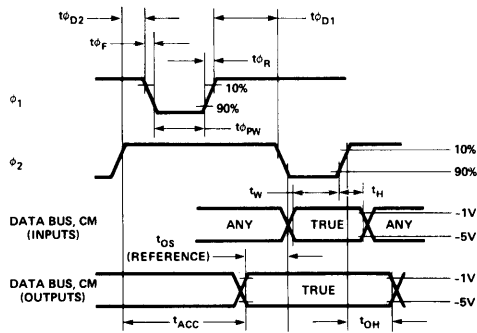 tϕD2
tϕD1
tϕF
tϕR
10%
ϕ1
90%
tϕPW
ϕ2
10%
90%
tW
tH
DATA BUS, CM
(INPUTS)
ANY
TRUE
ANY
-1V
-5V
tOS
(REFERENCE)
DATA BUS, CM
(OUTPUTS)
TRUE
-1V
-5V
tACC
tOH